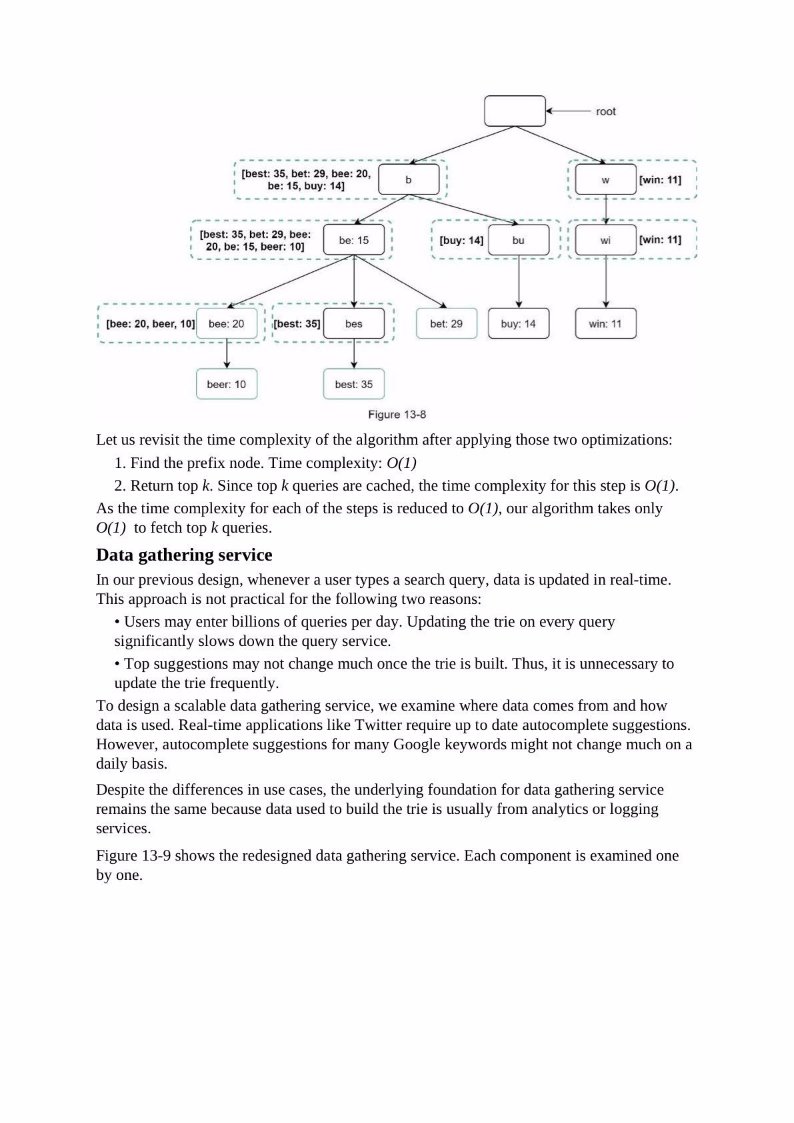 root
[best: 35, bet: 29, bee: 20,
be: 15, buy: 14]
b
w
[win: 11]
[best: 35, bet: 29, bee:
20, be: 15, beer: 10]
be: 15
[buy: 14]
bu
wi
[win: 11]
[bee: 20, beer, 10]
bee: 20
[best: 35]
bes
bet: 29
buy: 14
win: 11
beer: 10
best: 35
Figure 13-8
Let us revisit the time complexity of the algorithm after applying those two optimizations:
1. Find the prefix node. Time complexity: O(1)
2. Return top k. Since top k queries are cached, the time complexity for this step is O(1).
As the time complexity for each of the steps is reduced to O(1), our algorithm takes only
O(1) to fetch top k queries.
Data gathering service
In our previous design, whenever a user types a search query, data is updated in real-time.
This approach is not practical for the following two reasons:
• Users may enter billions of queries per day. Updating the trie on every query
significantly slows down the query service.
• Top suggestions may not change much once the trie is built. Thus, it is unnecessary to
update the trie frequently.
To design a scalable data gathering service, we examine where data comes from and how
data is used. Real-time applications like Twitter require up to date autocomplete suggestions.
However, autocomplete suggestions for many Google keywords might not change much on a
daily basis.
Despite the differences in use cases, the underlying foundation for data gathering service
remains the same because data used to build the trie is usually from analytics or logging
services.
Figure 13-9 shows the redesigned data gathering service. Each component is examined one
by one.